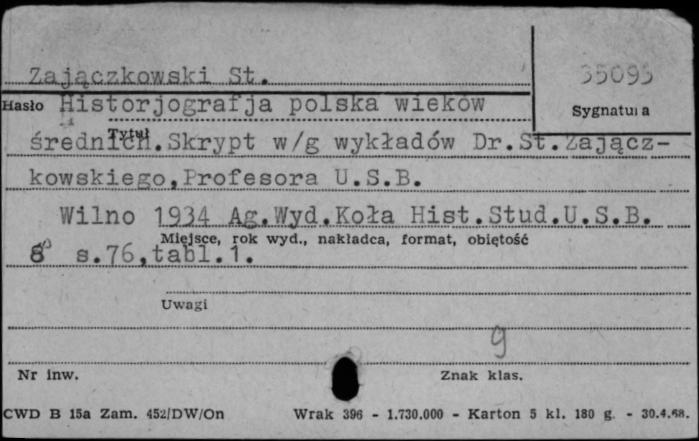 35095
Zajączkowski St.
Hasło Historjografja polska wieków
Sygnatura
Tytuł
średnich.Skrypt w/g wykładów Dr.St.Zającz-
kowskiego,Profesora U.S.B.
Wilno 1934 Ag.Wyd.Koła Hist.Stud.U.S.B.
Miejsce, rok wyd., nakładca, format, objętość
8° s.76,tabl.1.
Uwagi
9
Nr inw.
Znak klas.
CWD B 15a Zam. 452/DW/On Wrak 396 - 1.730.000 - Karton 5 kl. 180 g. - 30.4.68.